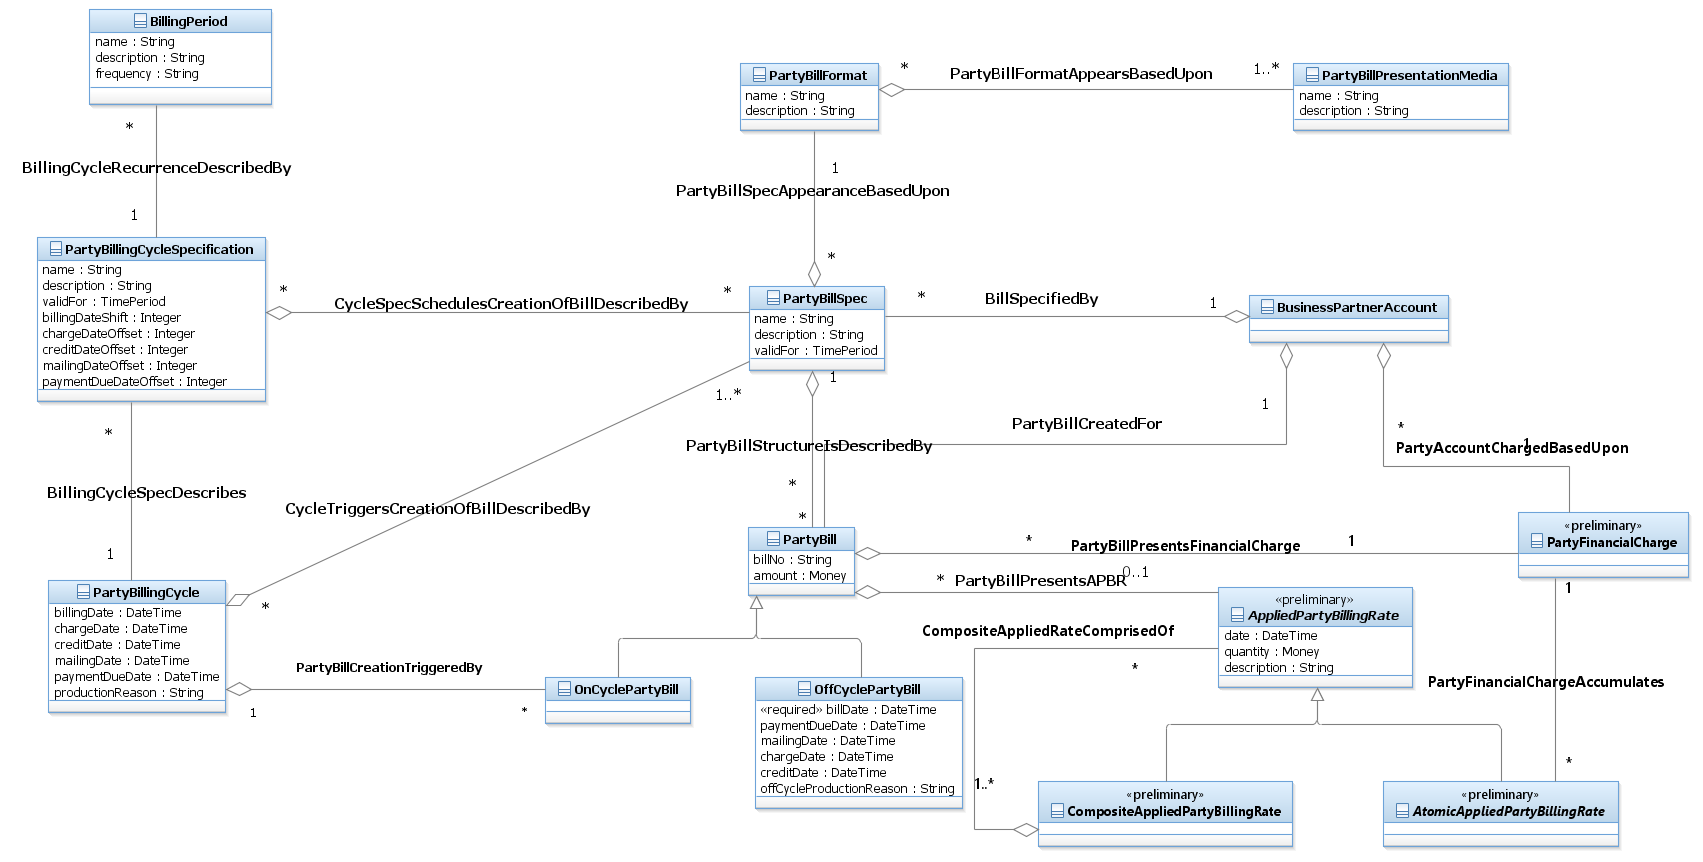 BillingPeriod
name : String
description : String
frequency : String
*
BillingCycleRecurrenceDescribedBy
1
PartyBillFormat
name : String
description : String
*
PartyBillFormatAppearsBasedUpon
1..*
PartyBillPresentationMedia
name : String
description : String
1
PartyBillSpecAppearanceBasedUpon
*
PartyBillingCycleSpecification
name : String
description : String
validFor : TimePeriod
billingDateShift : Integer
chargeDateOffset : Integer
creditDateOffset : Integer
mailingDateOffset : Integer
paymentDueDateOffset : Integer
*
CycleSpecSchedulesCreationOfBillDescribedBy
*
PartyBillSpec
name : String
description : String
validFor : TimePeriod
*
BillSpecifiedBy
1
BusinessPartnerAccount
1..*
1
1
PartyBillCreatedFor
*
1
PartyAccountChargedBasedUpon
PartyBillStructureIsDescribedBy
*
*
*
BillingCycleSpecDescribes
1
CycleTriggersCreationOfBillDescribedBy
*
PartyBillingCycle
billingDate : DateTime
chargeDate : DateTime
creditDate : DateTime
mailingDate : DateTime
paymentDueDate : DateTime
productionReason : String
PartyBill
billNo : String
amount : Money
*
PartyBillPresentsFinancialCharge
1
«preliminary»
PartyFinancialCharge
*
PartyBillPresentsAPBR
0..1
«preliminary»
AppliedPartyBillingRate
date : DateTime
quantity : Money
description : String
1
PartyFinancialChargeAccumulates
*
CompositeAppliedRateComprisedOf
*
1..*
PartyBillCreationTriggeredBy
1
*
OnCyclePartyBill
OffCyclePartyBill
«required» billDate : DateTime
paymentDueDate : DateTime
mailingDate : DateTime
chargeDate : DateTime
creditDate : DateTime
offCycleProductionReason : String
«preliminary»
CompositeAppliedPartyBillingRate
«preliminary»
AtomicAppliedPartyBillingRate